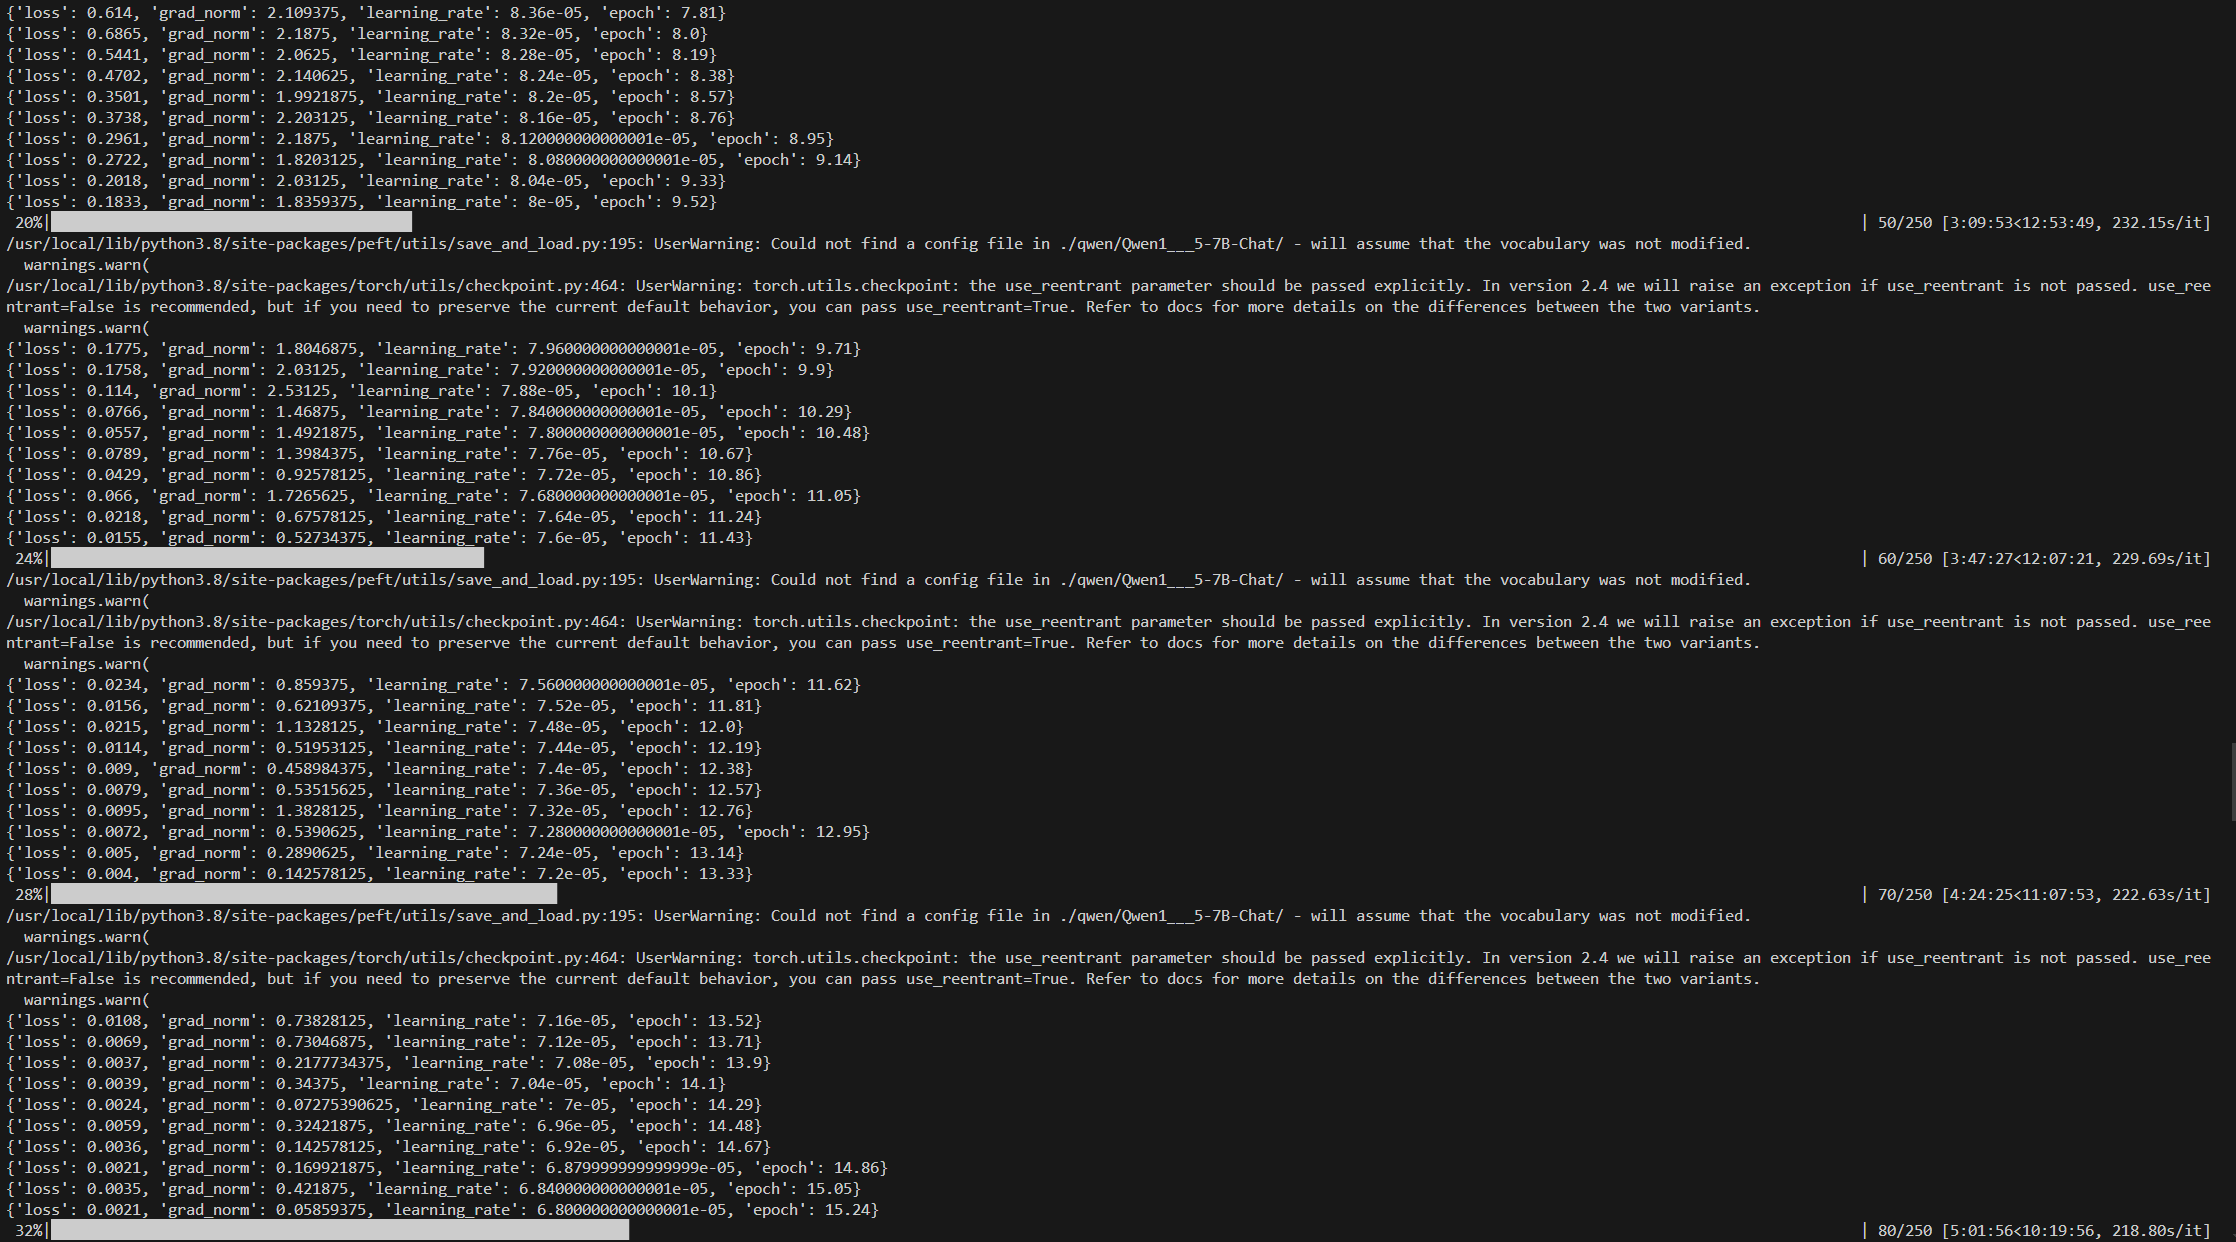 {'loss': 0.614, 'grad_norm': 2.109375, 'learning_rate': 8.36e-05, 'epoch': 7.81}
{'loss': 0.6865, 'grad_norm': 2.1875, 'learning_rate': 8.32e-05, 'epoch': 8.0}
{'loss': 0.5441, 'grad_norm': 2.0625, 'learning_rate': 8.28e-05, 'epoch': 8.19}
{'loss': 0.4702, 'grad_norm': 2.140625, 'learning_rate': 8.24e-05, 'epoch': 8.38}
{'loss': 0.3501, 'grad_norm': 1.9921875, 'learning_rate': 8.2e-05, 'epoch': 8.57}
{'loss': 0.3738, 'grad_norm': 2.203125, 'learning_rate': 8.16e-05, 'epoch': 8.76}
{'loss': 0.2961, 'grad_norm': 2.1875, 'learning_rate': 8.120000000000001e-05, 'epoch': 8.95}
{'loss': 0.2722, 'grad_norm': 1.8203125, 'learning_rate': 8.080000000000001e-05, 'epoch': 9.14}
{'loss': 0.2018, 'grad_norm': 2.03125, 'learning_rate': 8.04e-05, 'epoch': 9.33}
{'loss': 0.1833, 'grad_norm': 1.8359375, 'learning_rate': 8e-05, 'epoch': 9.52}
20%| | 50/250 [3:09:53<12:53:49, 232.15s/it]
/usr/local/lib/python3.8/site-packages/peft/utils/save_and_load.py:195: UserWarning: Could not find a config file in ./qwen/Qwen1___5-7B-Chat/ - will assume that the vocabulary was not modified.
warnings.warn(
/usr/local/lib/python3.8/site-packages/torch/utils/checkpoint.py:464: UserWarning: torch.utils.checkpoint: the use_reentrant parameter should be passed explicitly. In version 2.4 we will raise an exception if use_reentrant is not passed. use_ree
ntrant=False is recommended, but if you need to preserve the current default behavior, you can pass use_reentrant=True. Refer to docs for more details on the differences between the two variants.
warnings.warn(
{'loss': 0.1775, 'grad_norm': 1.8046875, 'learning_rate': 7.960000000000001e-05, 'epoch': 9.71}
{'loss': 0.1758, 'grad_norm': 2.03125, 'learning_rate': 7.920000000000001e-05, 'epoch': 9.9}
{'loss': 0.114, 'grad_norm': 2.53125, 'learning_rate': 7.88e-05, 'epoch': 10.1}
{'loss': 0.0766, 'grad_norm': 1.46875, 'learning_rate': 7.840000000000001e-05, 'epoch': 10.29}
{'loss': 0.0557, 'grad_norm': 1.4921875, 'learning_rate': 7.800000000000001e-05, 'epoch': 10.48}
{'loss': 0.0789, 'grad_norm': 1.3984375, 'learning_rate': 7.76e-05, 'epoch': 10.67}
{'loss': 0.0429, 'grad_norm': 0.92578125, 'learning_rate': 7.72e-05, 'epoch': 10.86}
{'loss': 0.066, 'grad_norm': 1.7265625, 'learning_rate': 7.680000000000001e-05, 'epoch': 11.05}
{'loss': 0.0218, 'grad_norm': 0.67578125, 'learning_rate': 7.64e-05, 'epoch': 11.24}
{'loss': 0.0155, 'grad_norm': 0.52734375, 'learning_rate': 7.6e-05, 'epoch': 11.43}
24%| | 60/250 [3:47:27<12:07:21, 229.69s/it]
/usr/local/lib/python3.8/site-packages/peft/utils/save_and_load.py:195: UserWarning: Could not find a config file in ./qwen/Qwen1___5-7B-Chat/ - will assume that the vocabulary was not modified.
warnings.warn(
/usr/local/lib/python3.8/site-packages/torch/utils/checkpoint.py:464: UserWarning: torch.utils.checkpoint: the use_reentrant parameter should be passed explicitly. In version 2.4 we will raise an exception if use_reentrant is not passed. use_ree
ntrant=False is recommended, but if you need to preserve the current default behavior, you can pass use_reentrant=True. Refer to docs for more details on the differences between the two variants.
warnings.warn(
{'loss': 0.0234, 'grad_norm': 0.859375, 'learning_rate': 7.560000000000001e-05, 'epoch': 11.62}
{'loss': 0.0156, 'grad_norm': 0.62109375, 'learning_rate': 7.52e-05, 'epoch': 11.81}
{'loss': 0.0215, 'grad_norm': 1.1328125, 'learning_rate': 7.48e-05, 'epoch': 12.0}
{'loss': 0.0114, 'grad_norm': 0.51953125, 'learning_rate': 7.44e-05, 'epoch': 12.19}
{'loss': 0.009, 'grad_norm': 0.458984375, 'learning_rate': 7.4e-05, 'epoch': 12.38}
{'loss': 0.0079, 'grad_norm': 0.53515625, 'learning_rate': 7.36e-05, 'epoch': 12.57}
{'loss': 0.0095, 'grad_norm': 1.3828125, 'learning_rate': 7.32e-05, 'epoch': 12.76}
{'loss': 0.0072, 'grad_norm': 0.5390625, 'learning_rate': 7.280000000000001e-05, 'epoch': 12.95}
{'loss': 0.005, 'grad_norm': 0.2890625, 'learning_rate': 7.24e-05, 'epoch': 13.14}
{'loss': 0.004, 'grad_norm': 0.142578125, 'learning_rate': 7.2e-05, 'epoch': 13.33}
28%| | 70/250 [4:24:25<11:07:53, 222.63s/it]
/usr/local/lib/python3.8/site-packages/peft/utils/save_and_load.py:195: UserWarning: Could not find a config file in ./qwen/Qwen1___5-7B-Chat/ - will assume that the vocabulary was not modified.
warnings.warn(
/usr/local/lib/python3.8/site-packages/torch/utils/checkpoint.py:464: UserWarning: torch.utils.checkpoint: the use_reentrant parameter should be passed explicitly. In version 2.4 we will raise an exception if use_reentrant is not passed. use_ree
ntrant=False is recommended, but if you need to preserve the current default behavior, you can pass use_reentrant=True. Refer to docs for more details on the differences between the two variants.
warnings.warn(
{'loss': 0.0108, 'grad_norm': 0.73828125, 'learning_rate': 7.16e-05, 'epoch': 13.52}
{'loss': 0.0069, 'grad_norm': 0.73046875, 'learning_rate': 7.12e-05, 'epoch': 13.71}
{'loss': 0.0037, 'grad_norm': 0.2177734375, 'learning_rate': 7.08e-05, 'epoch': 13.9}
{'loss': 0.0039, 'grad_norm': 0.34375, 'learning_rate': 7.04e-05, 'epoch': 14.1}
{'loss': 0.0024, 'grad_norm': 0.07275390625, 'learning_rate': 7e-05, 'epoch': 14.29}
{'loss': 0.0059, 'grad_norm': 0.32421875, 'learning_rate': 6.96e-05, 'epoch': 14.48}
{'loss': 0.0036, 'grad_norm': 0.142578125, 'learning_rate': 6.92e-05, 'epoch': 14.67}
{'loss': 0.0021, 'grad_norm': 0.169921875, 'learning_rate': 6.879999999999999e-05, 'epoch': 14.86}
{'loss': 0.0035, 'grad_norm': 0.421875, 'learning_rate': 6.840000000000001e-05, 'epoch': 15.05}
{'loss': 0.0021, 'grad_norm': 0.05859375, 'learning_rate': 6.800000000000001e-05, 'epoch': 15.24}
32%| | 80/250 [5:01:56<10:19:56, 218.80s/it]